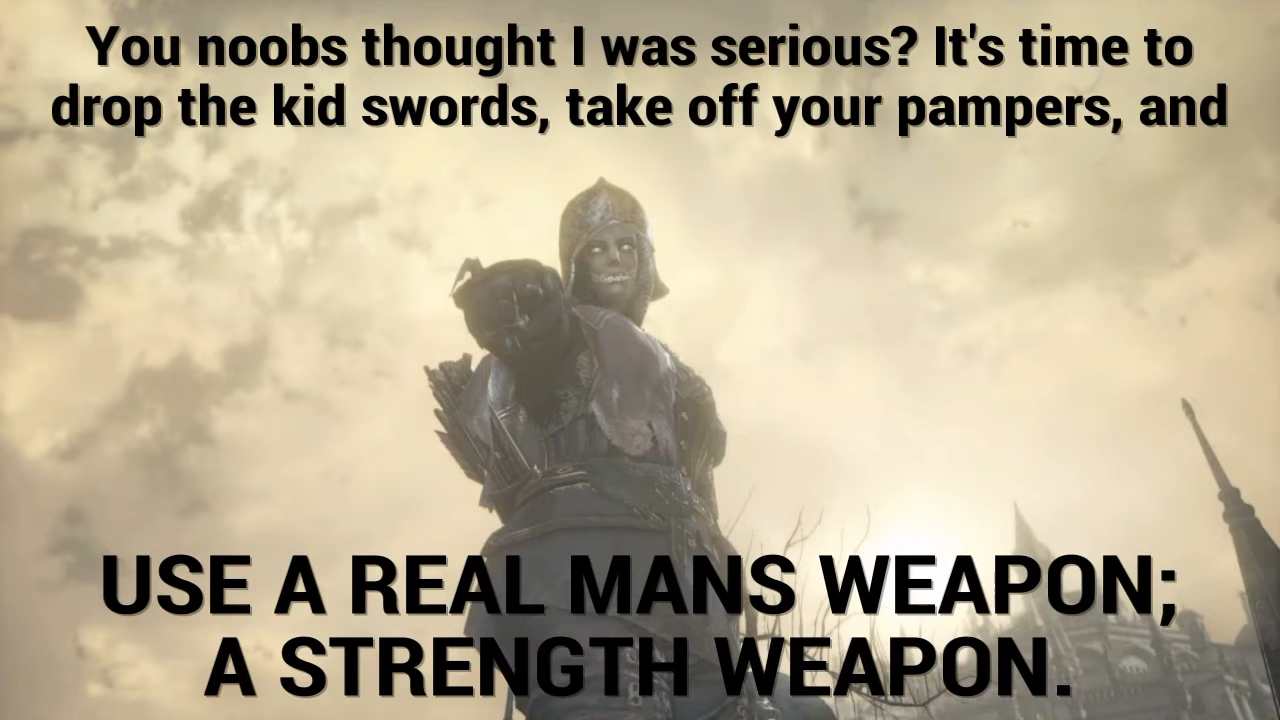 You noobs thought I was serious? It's time to
drop the kid swords, take off your pampers, and
USE A REAL MANS WEAPON;
A STRENGTH WEAPON.